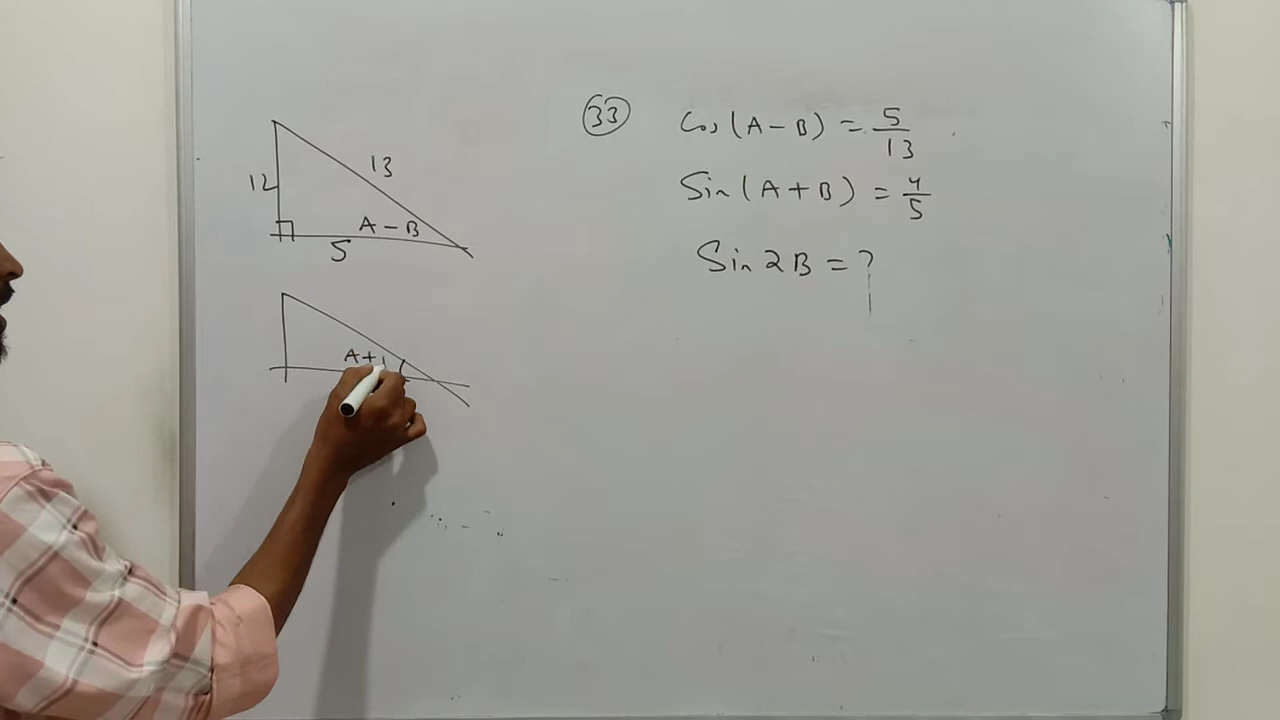 33 Cos(A-B) = 5/13
Sin(A+B) = 4/5
Sin 2B = ?
13
12
A-B
5
A+